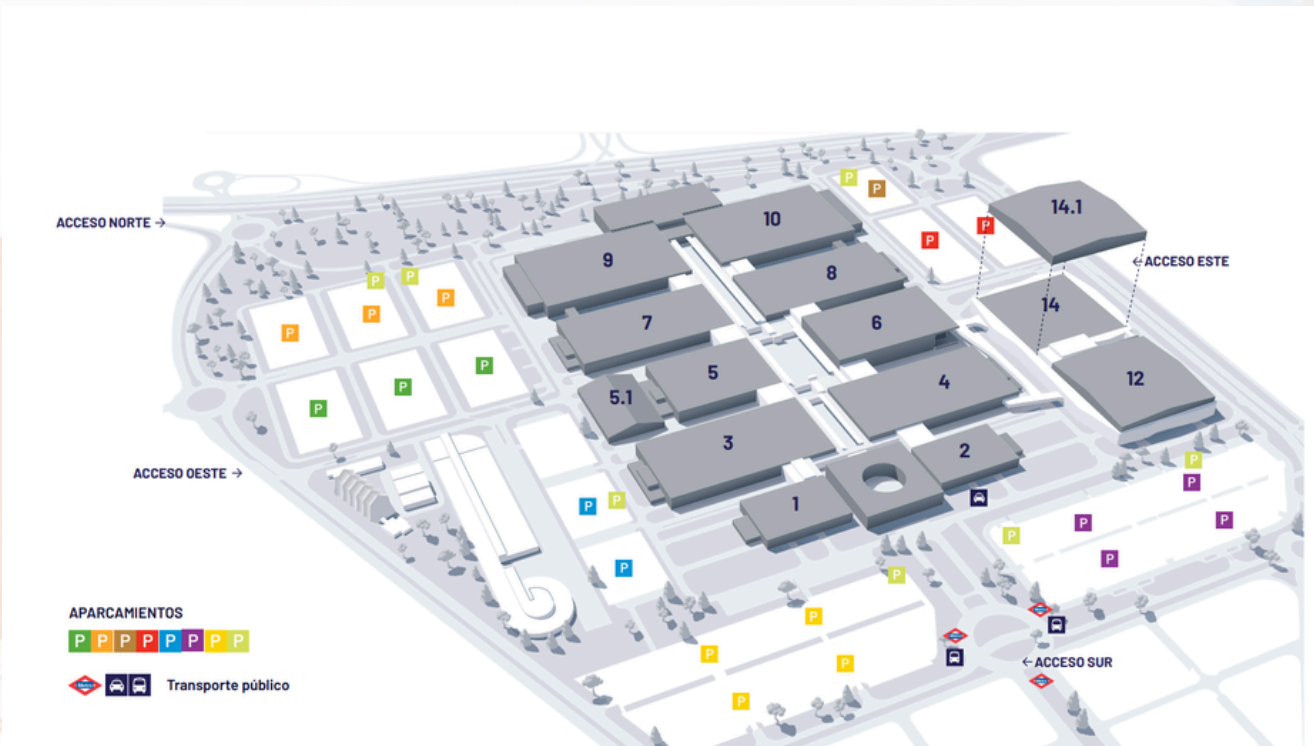 14.1
10
P
P
ACCESO NORTE →
P
P
9
8
← ACCESO ESTE
P
P
P
P
P
14
7
6
P
P
P
P
5
5.1
4
12
3
2
ACCESO OESTE →
P
P
1
P
P
P
P
P
P
P
P
P
P
P
P
P
← ACCESO SUR
APARCAMIENTOS
P P P P P P P P
Transporte público